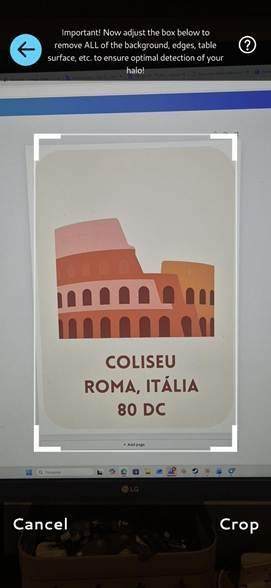 Important! Now adjust the box below to
remove ALL of the background, edges, table
surface, etc. to ensure optimal detection of your
halo!
COLISEU
ROMA, ITÁLIA
80 DC
+ Add page
LG
Cancel
Crop